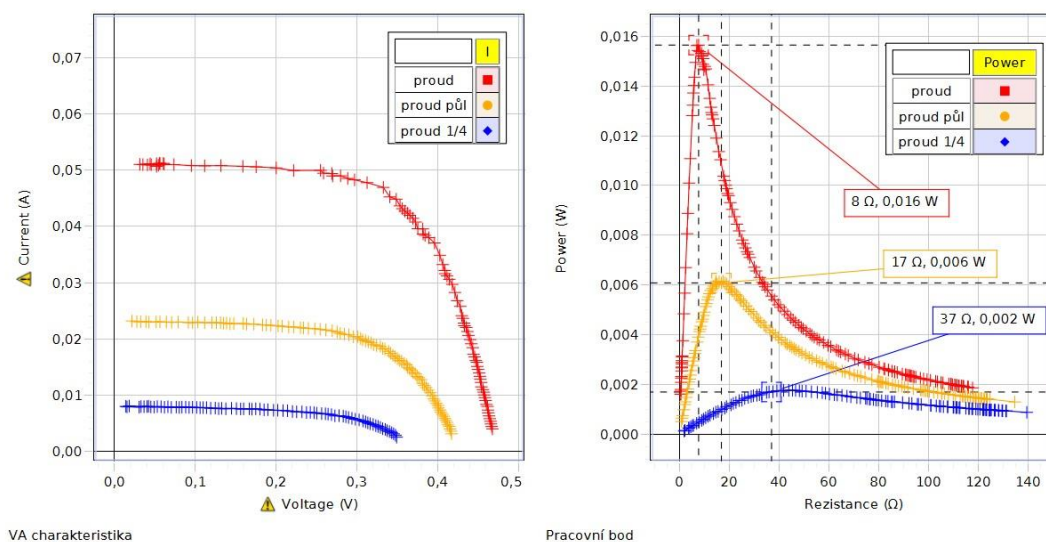 0,07
0,06
0,05
0,04
0,03
0,02
0,01
0,00
Current (A)
I
proud
proud půl
proud 1/4
0,0 0,1 0,2 0,3 0,4 0,5
Voltage (V)
VA charakteristika
0,016
0,014
0,012
0,010
0,008
0,006
0,004
0,002
0,000
Power (W)
Power
proud
proud půl
proud 1/4
8 Ω, 0,016 W
17 Ω, 0,006 W
37 Ω, 0,002 W
0 20 40 60 80 100 120 140
Rezistance (Ω)
Pracovní bod